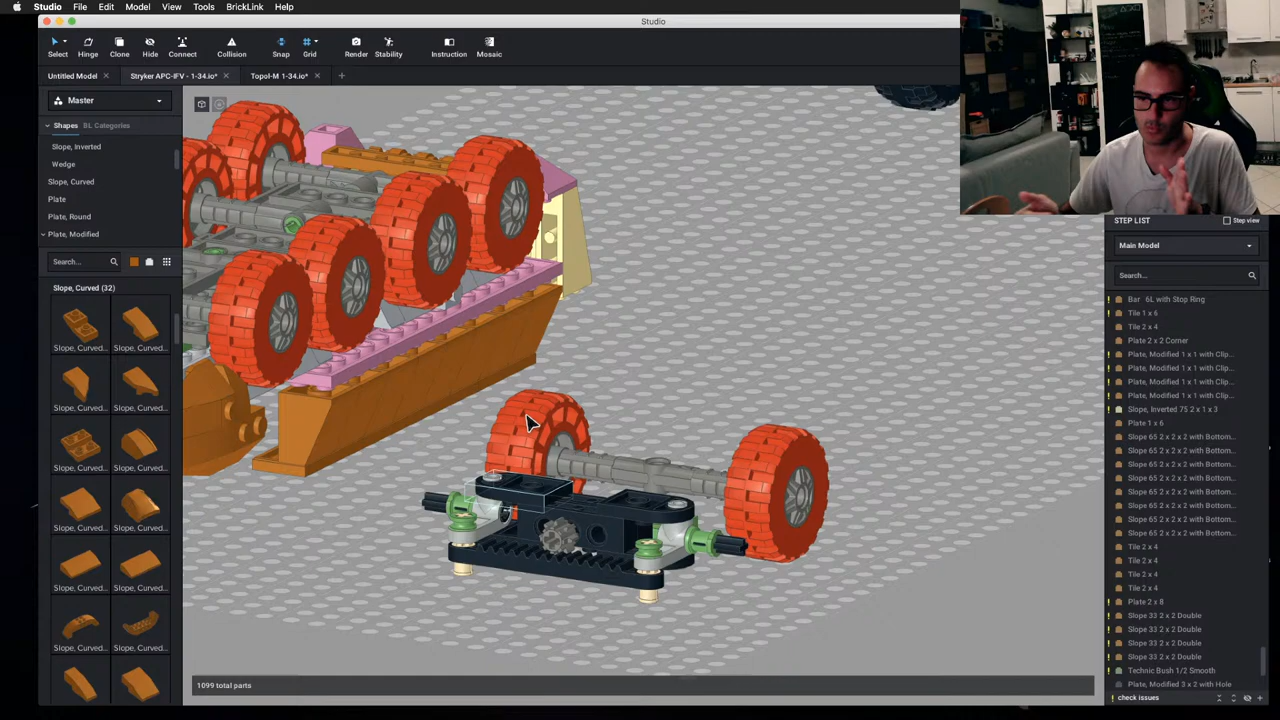 Studio File Edit Model View Tools BrickLink Help
Studio
Select Hinge Clone Hide Connect Collision Snap Grid Render Stability Instruction Mosaic
Untitled Model Stryker APC-IFV - 1-34.io* Topol-M 1-34.io*
Master
Shapes BL Categories
Slope, Inverted
Wedge
Slope, Curved
Plate
Plate, Round
Plate, Modified
Search...
Slope, Curved (32)
Slope, Curved... Slope, Curved...
Slope, Curved... Slope, Curved...
Slope, Curved... Slope, Curved...
Slope, Curved... Slope, Curved...
Slope, Curved... Slope, Curved...
Slope, Curved... Slope, Curved...
1099 total parts
STEP LIST Step view
Main Model
Search...
Bar 6L with Stop Ring
Tile 1 x 6
Tile 2 x 4
Plate 2 x 2 Corner
Plate, Modified 1 x 1 with Clip...
Plate, Modified 1 x 1 with Clip...
Plate, Modified 1 x 1 with Clip...
Plate, Modified 1 x 1 with Clip...
Slope, Inverted 75 2 x 1 x 3
Plate 1 x 6
Slope 65 2 x 2 x 2 with Bottom...
Slope 65 2 x 2 x 2 with Bottom...
Slope 65 2 x 2 x 2 with Bottom...
Slope 65 2 x 2 x 2 with Bottom...
Slope 65 2 x 2 x 2 with Bottom...
Slope 65 2 x 2 x 2 with Bottom...
Slope 65 2 x 2 x 2 with Bottom...
Slope 65 2 x 2 x 2 with Bottom...
Tile 2 x 4
Tile 2 x 4
Tile 2 x 4
Tile 2 x 4
Plate 2 x 8
Slope 33 2 x 2 Double
Slope 33 2 x 2 Double
Slope 33 2 x 2 Double
Slope 33 2 x 2 Double
Technic Bush 1/2 Smooth
Plate, Modified 3 x 2 with Hole
check issues